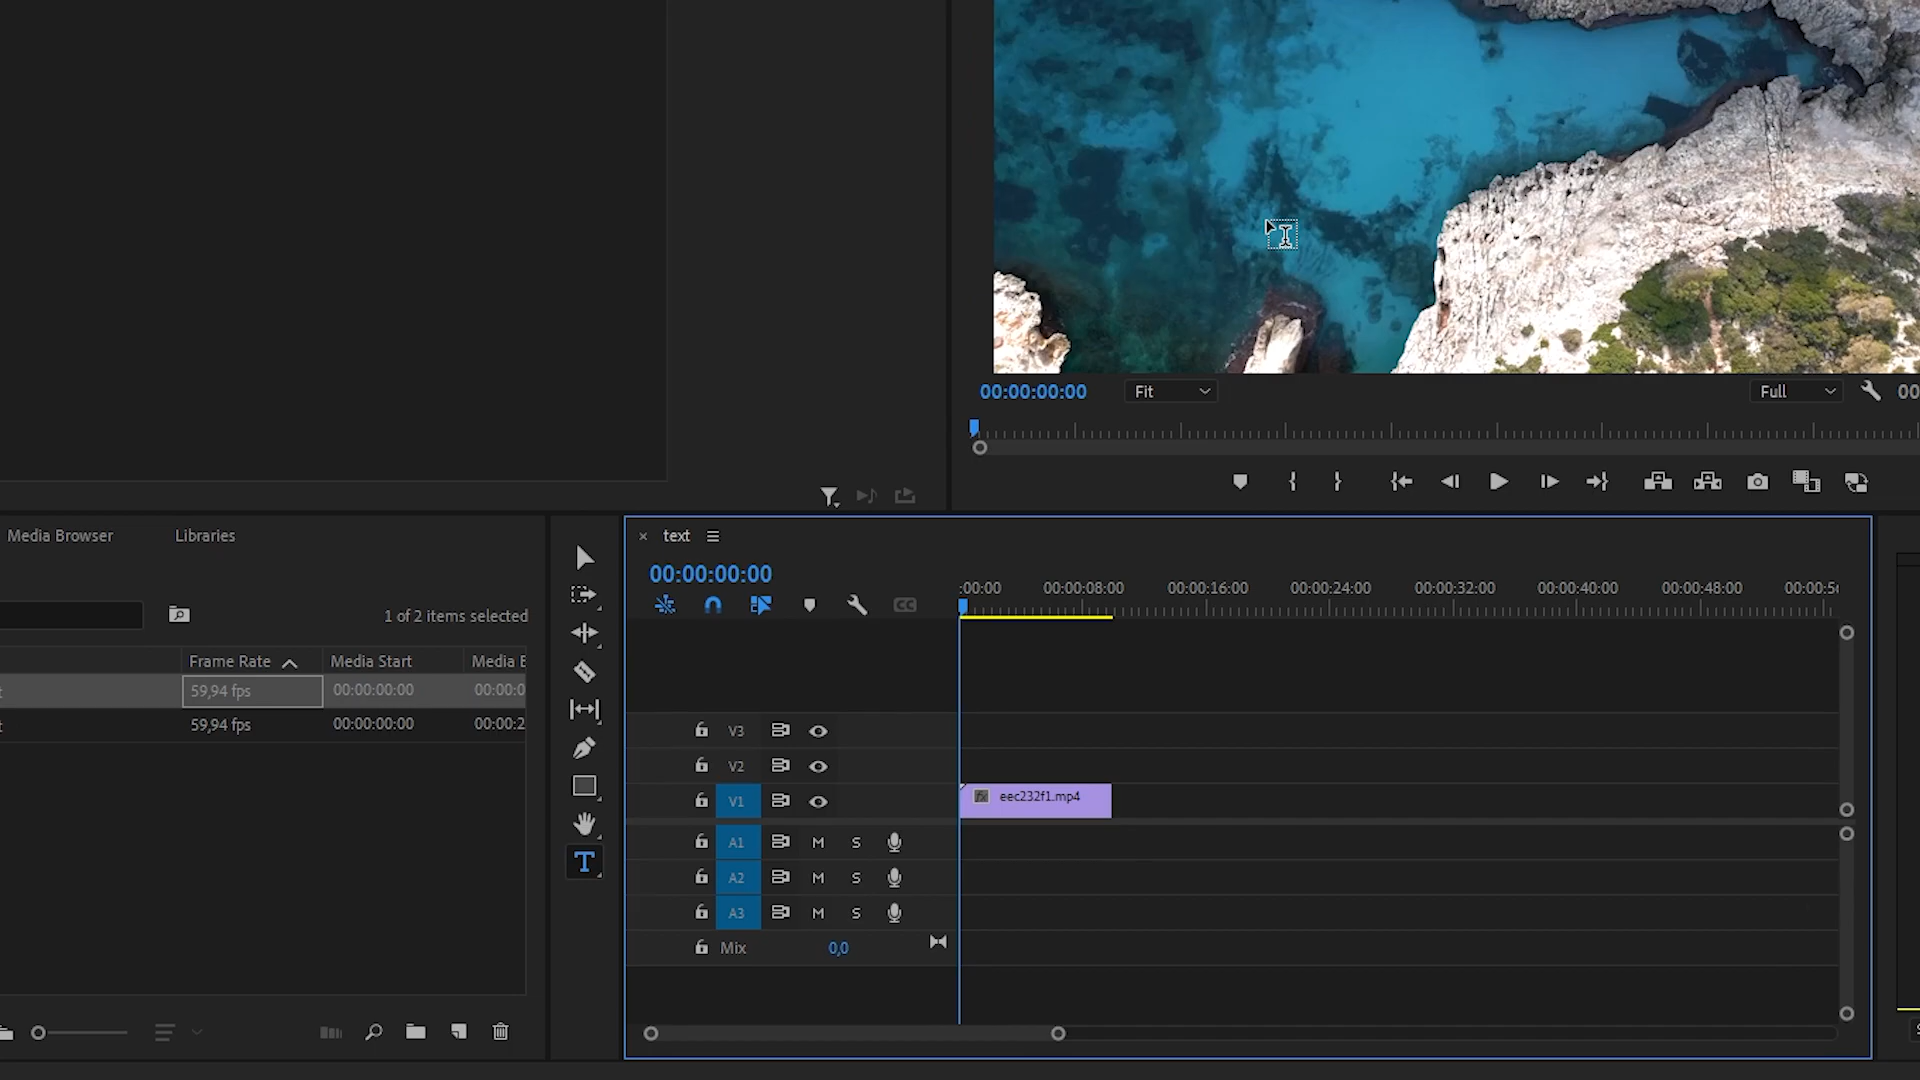 00:00:00:00
Fit
Full
00
Media Browser
Libraries
text
00:00:00:00
:00:00
00:00:08:00
00:00:16:00
00:00:24:00
00:00:32:00
00:00:40:00
00:00:48:00
00:00:5
1 of 2 items selected
Frame Rate
Media Start
Media E
t
59,94 fps
00:00:00:00
00:00:0
t
59,94 fps
00:00:00:00
00:00:2
V3
V2
V1
fx eec232f1.mp4
A1 M S
A2 M S
A3 M S
Mix
0,0
T
CC